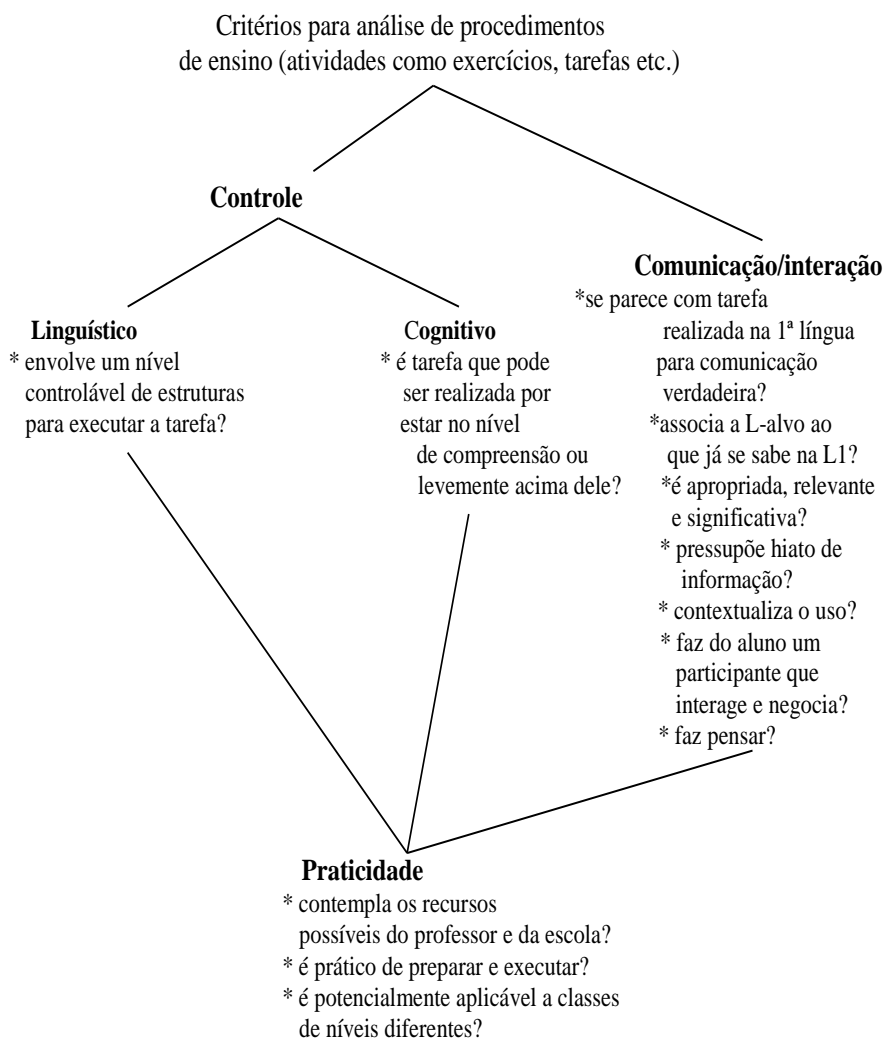 Critérios para análise de procedimentos
de ensino (atividades como exercícios, tarefas etc.)
Controle
Linguístico
* envolve um nível
controlável de estruturas
para executar a tarefa?
Cognitivo
* é tarefa que pode
ser realizada por
estar no nível
de compreensão ou
levemente acima dele?
Comunicação/interação
*se parece com tarefa
realizada na 1ª língua
para comunicação
verdadeira?
*associa a L-alvo ao
que já se sabe na L1?
*é apropriada, relevante
e significativa?
* pressupõe hiato de
informação?
* contextualiza o uso?
* faz do aluno um
participante que
interage e negocia?
* faz pensar?
Praticidade
* contempla os recursos
possíveis do professor e da escola?
* é prático de preparar e executar?
* é potencialmente aplicável a classes
de níveis diferentes?